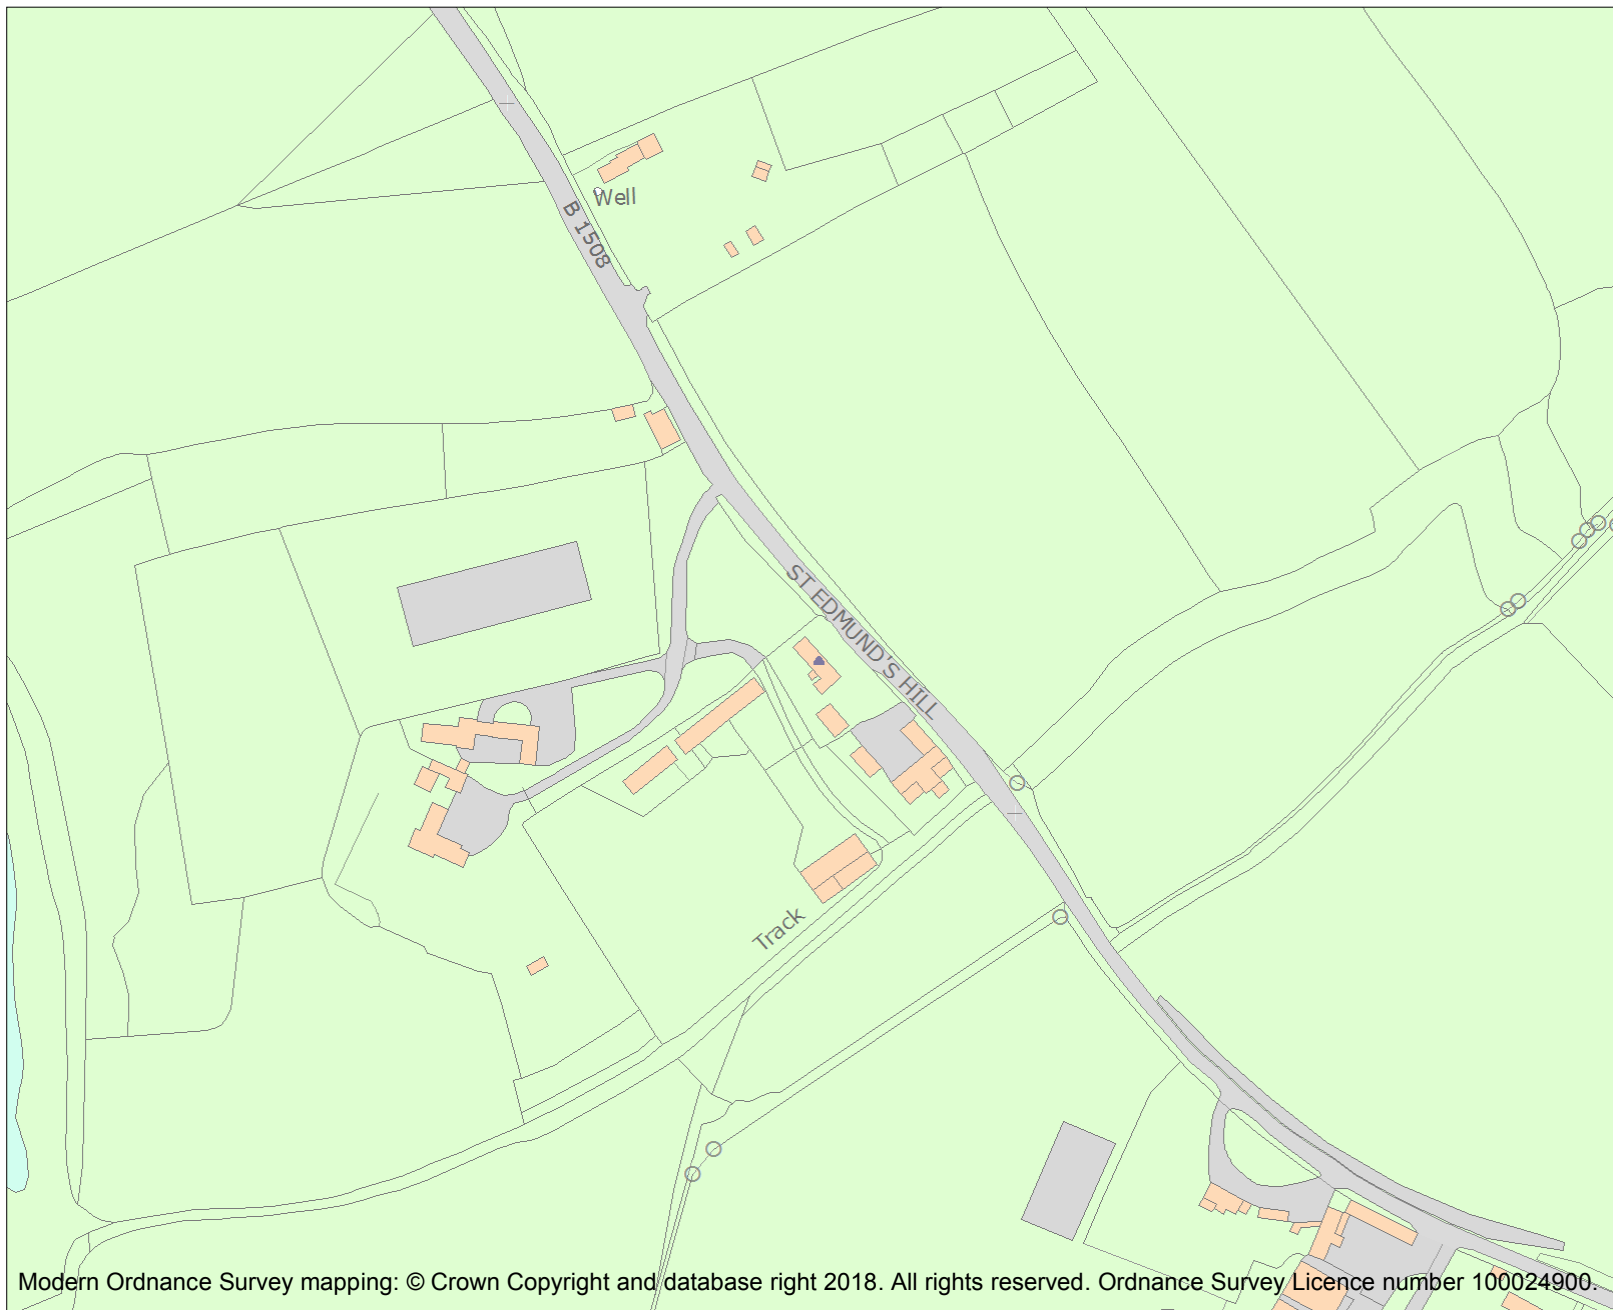 Well
B 1508
ST EDMUND'S HILL
Track
Modern Ordnance Survey mapping: © Crown Copyright and database right 2018. All rights reserved. Ordnance Survey Licence number 100024900.